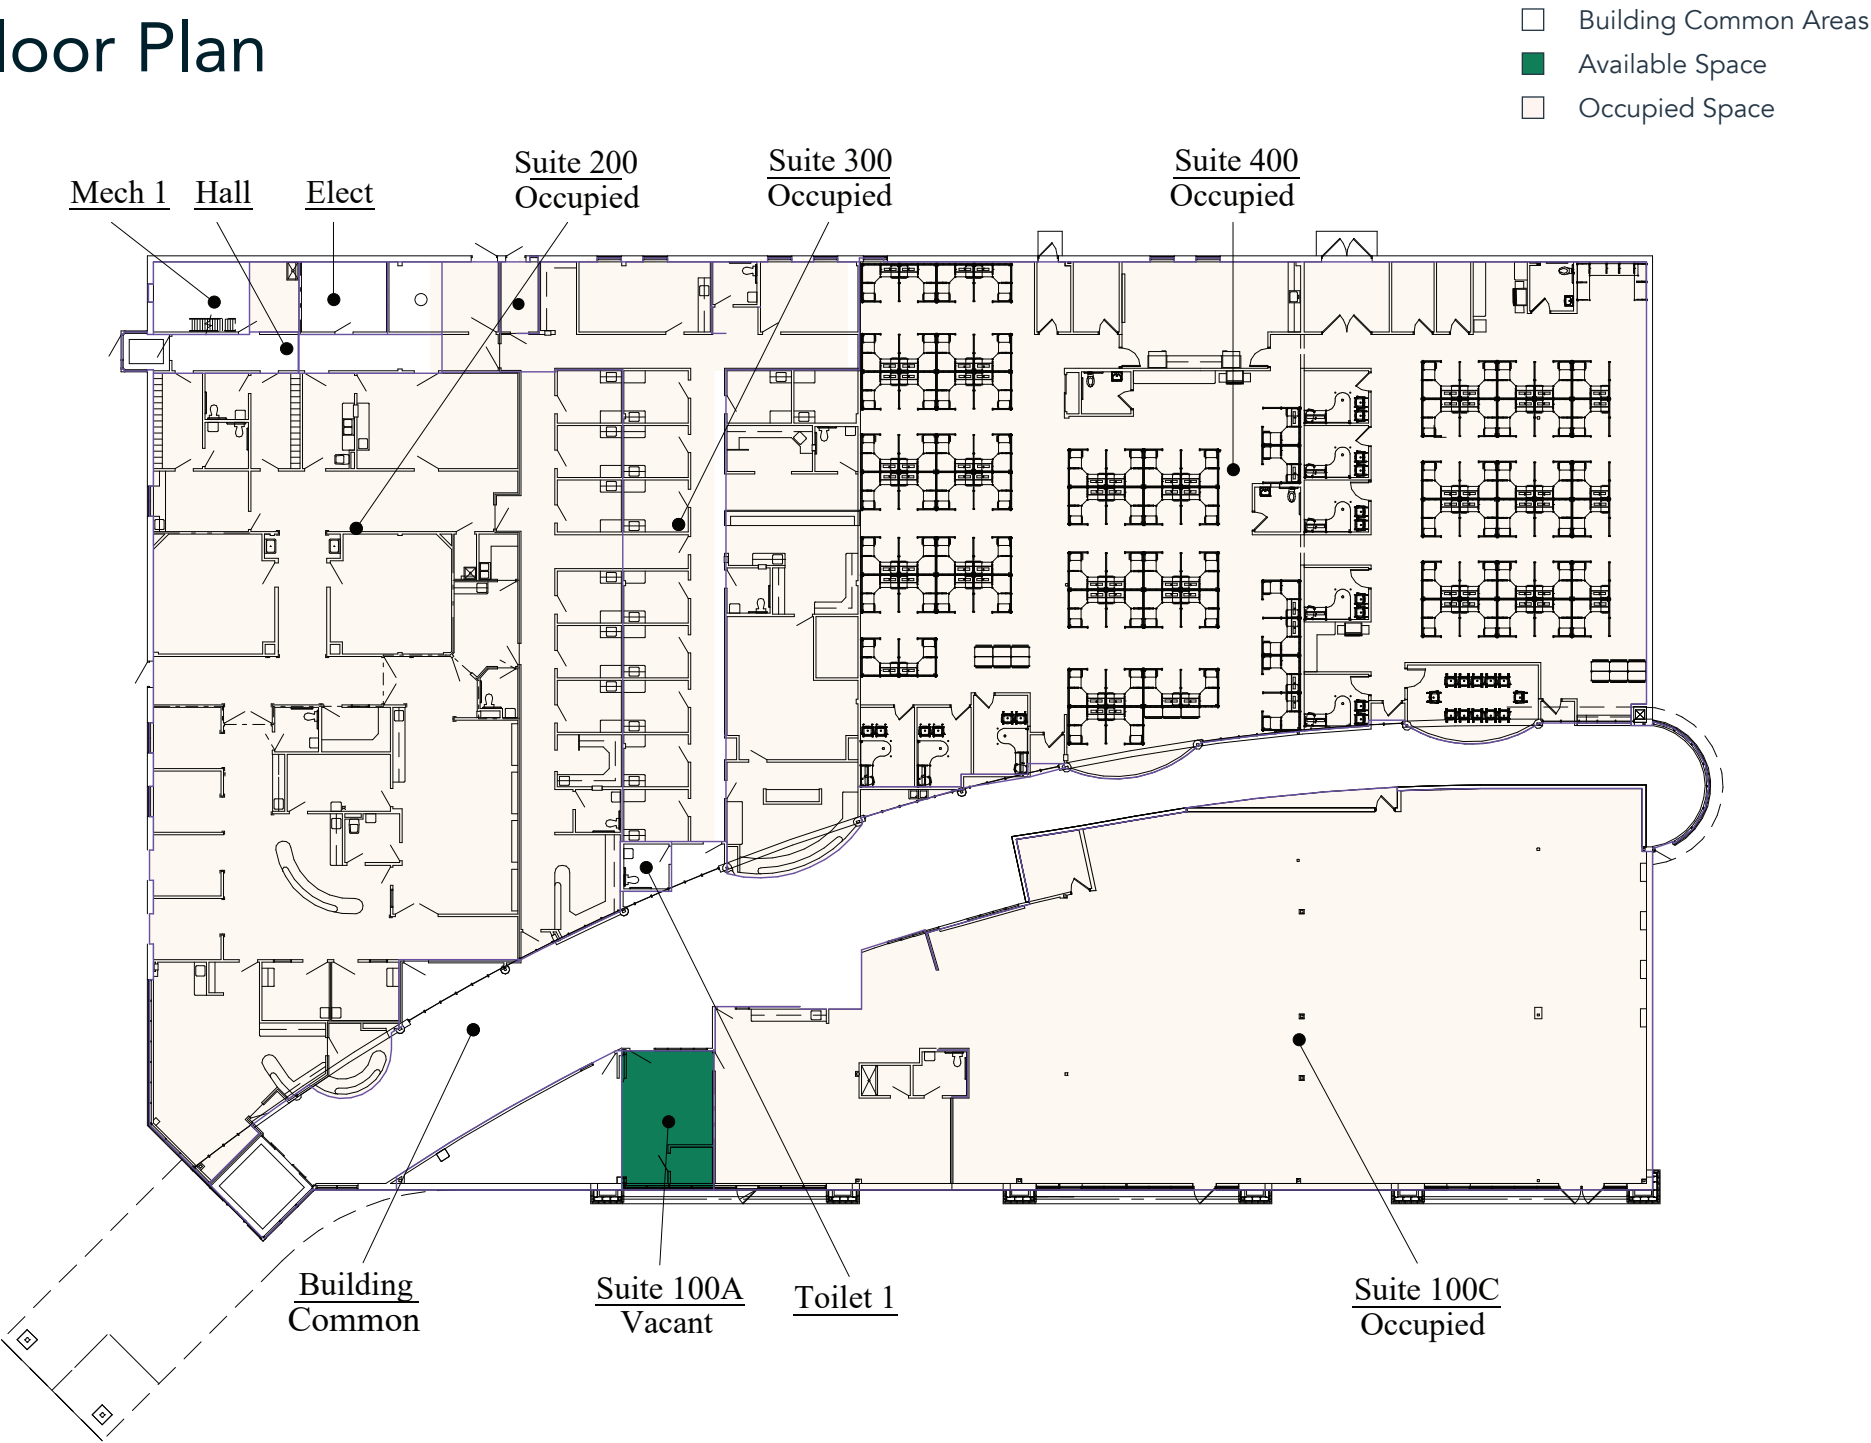 loor Plan
Building Common Areas
Available Space
Occupied Space
Mech 1
Hall
Elect
Suite 200
Occupied
Suite 300
Occupied
Suite 400
Occupied
Building
Common
Suite 100A
Vacant
Toilet 1
Suite 100C
Occupied